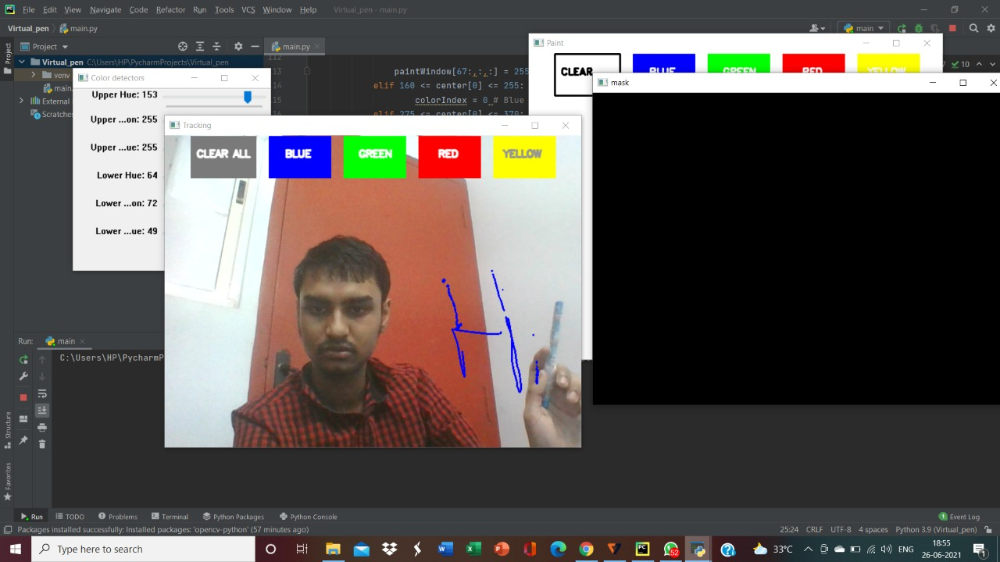 File Edit View Navigate Code Refactor Run Tools VCS Window Help Virtual_pen - main.py
Virtual_pen main.py main
Project main.py
Virtual_pen C:\Users\HP\PycharmProjects\Virtual_pen
venv
main.
External
Scratches
Color detectors
Upper Hue: 153
Upper ...on: 255
Upper ...ue: 255
Lower Hue: 64
Lower ...on: 72
Lower ...ue: 49
112
13 paintWindow[67:,:,:] = 255
14 elif 160 <= center[0] <= 255:
15 colorIndex = 0 # Blue
16 elif 275 <= center[0] <= 370:
Paint
CLEAR BLUE GREEN RED YELLOW
7 10
mask
Tracking
CLEAR ALL BLUE GREEN RED YELLOW
Hi
Run: main
C:\Users\HP\PycharmP
Structure
Favorites
Run TODO Problems Terminal Python Packages Python Console Event Log
Packages installed successfully: Installed packages: 'opencv-python' (57 minutes ago) 25:24 CRLF UTF-8 4 spaces Python 3.9 (Virtual_pen)
Type here to search 52 33°C ENG 18:55
26-06-2021 1